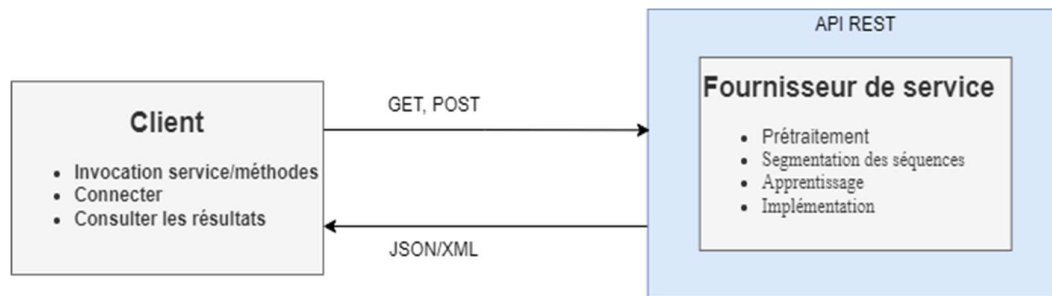 API REST
Client
• Invocation service/méthodes
• Connecter
• Consulter les résultats
GET, POST
JSON/XML
Fournisseur de service
• Prétraitement
• Segmentation des séquences
• Apprentissage
• Implémentation